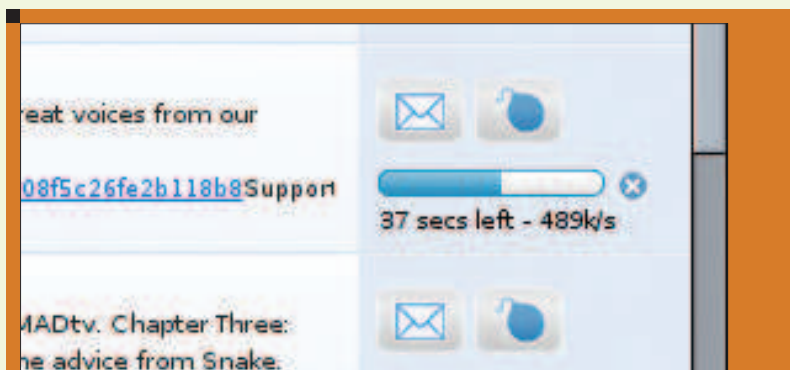 reat voices from our
08f5c26fe2b118b8Support
37 secs left - 489k/s
MADtv. Chapter Three:
ne advice from Snake.